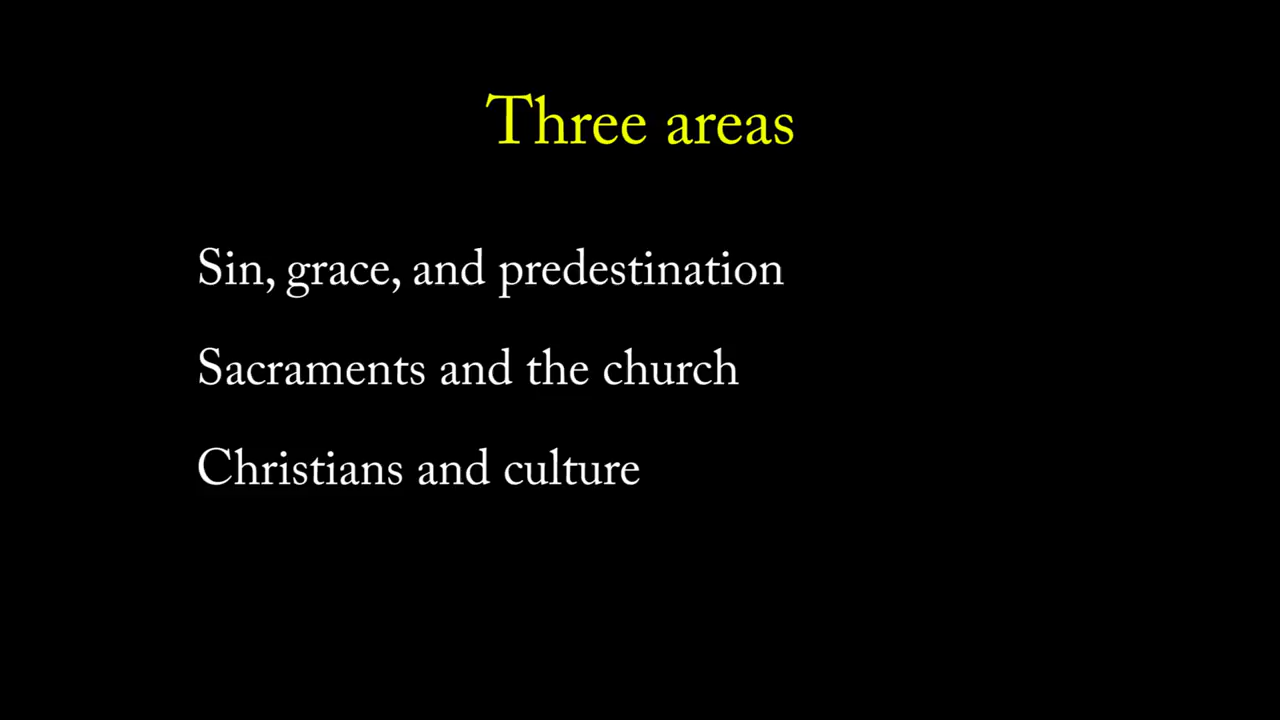 Three areas
Sin, grace, and predestination
Sacraments and the church
Christians and culture